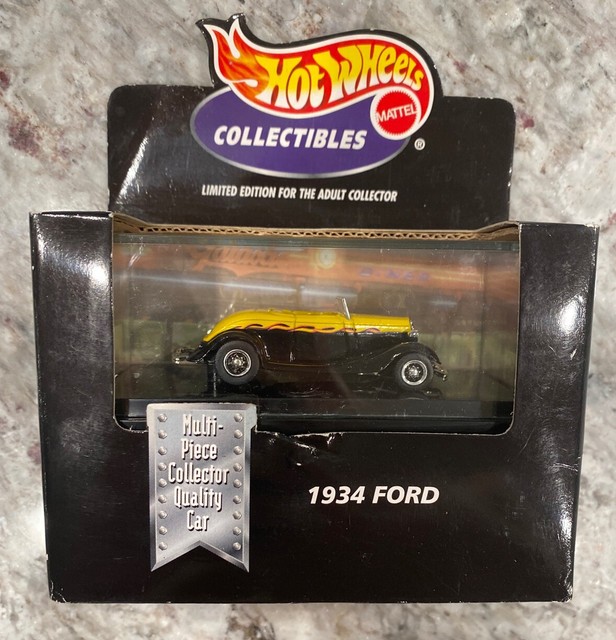 HOT WHEELS
MATTEL
COLLECTIBLES
®
LIMITED EDITION FOR THE ADULT COLLECTOR
Multi-
Piece
Collector
Quality
Car
1934 FORD